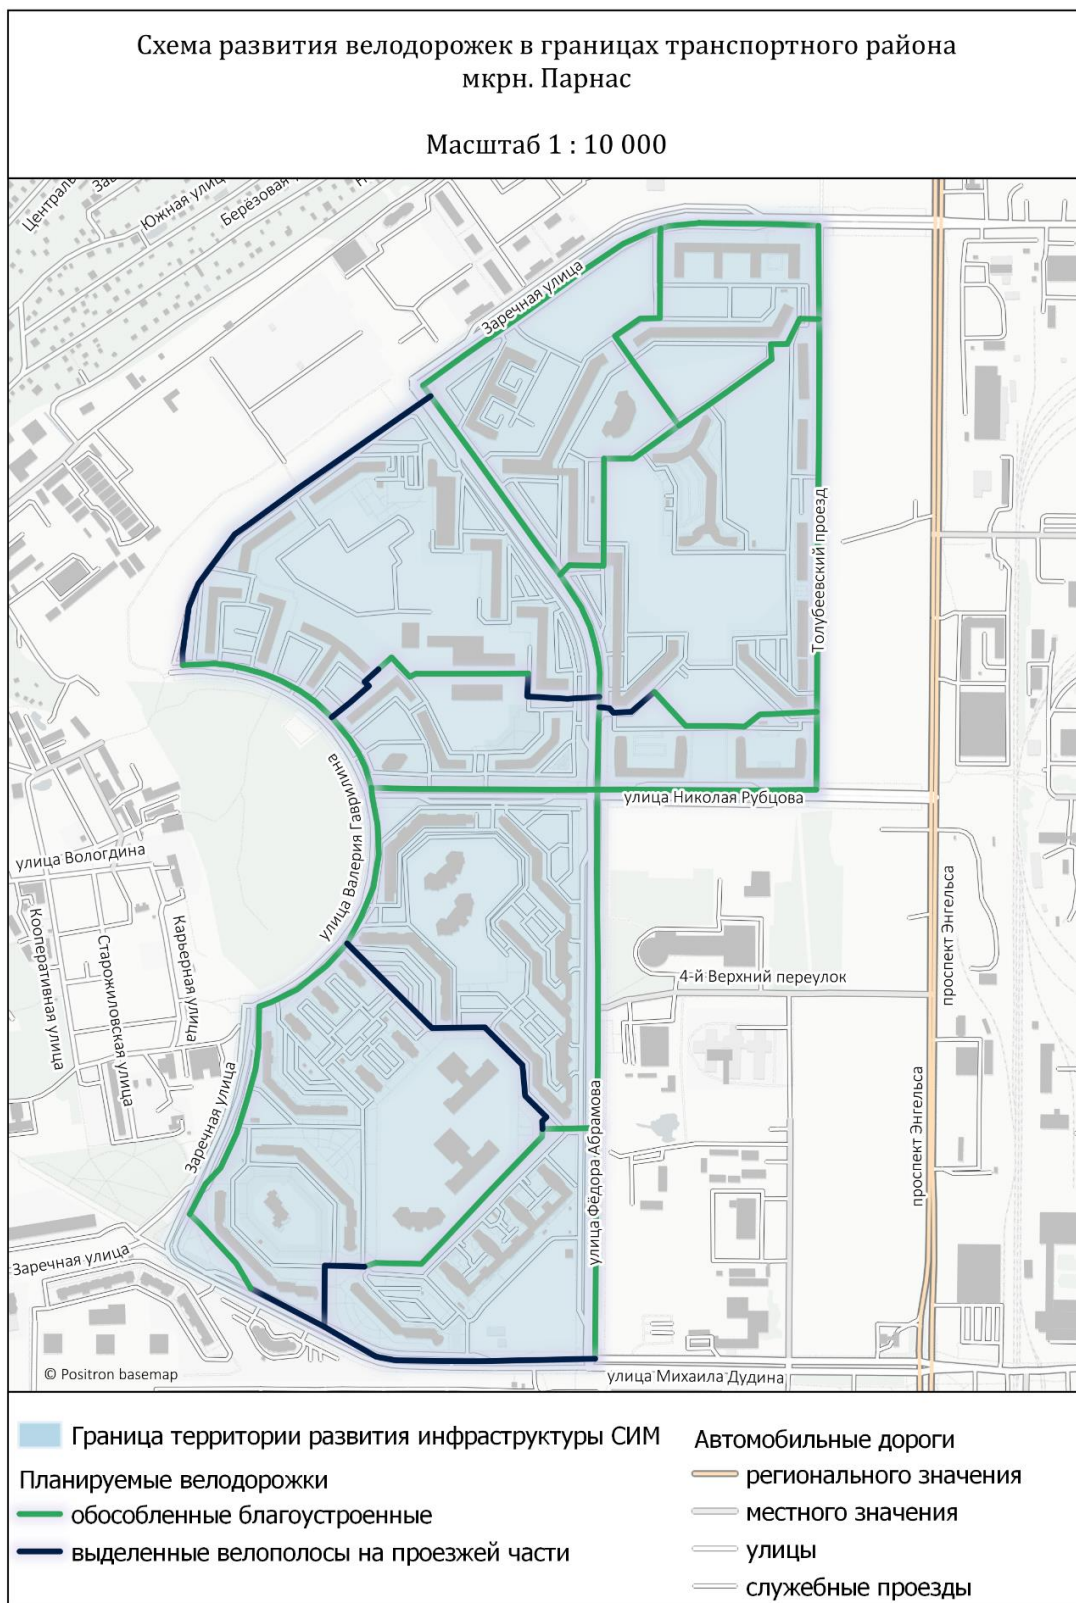 Схема развития велодорожек в границах транспортного района
мкрн. Парнас
Масштаб 1 : 10 000
Южная улица
Берёзовая
Заречная улица
Толубеевский проезд
улица Николая Рубцова
улица Валерия Гаврилина
улица Вологдина
Кооперативная улица
Старожиловская улица
Карьерная улица
4-й Верхний переулок
проспект Энгельса
Заречная улица
улица Фёдора Абрамова
проспект Энгельса
Заречная улица
улица Михаила Дудина
© Positron basemap
Граница территории развития инфраструктуры СИМ
Планируемые велодорожки
обособленные благоустроенные
выделенные велополосы на проезжей части
Автомобильные дороги
регионального значения
местного значения
улицы
служебные проезды